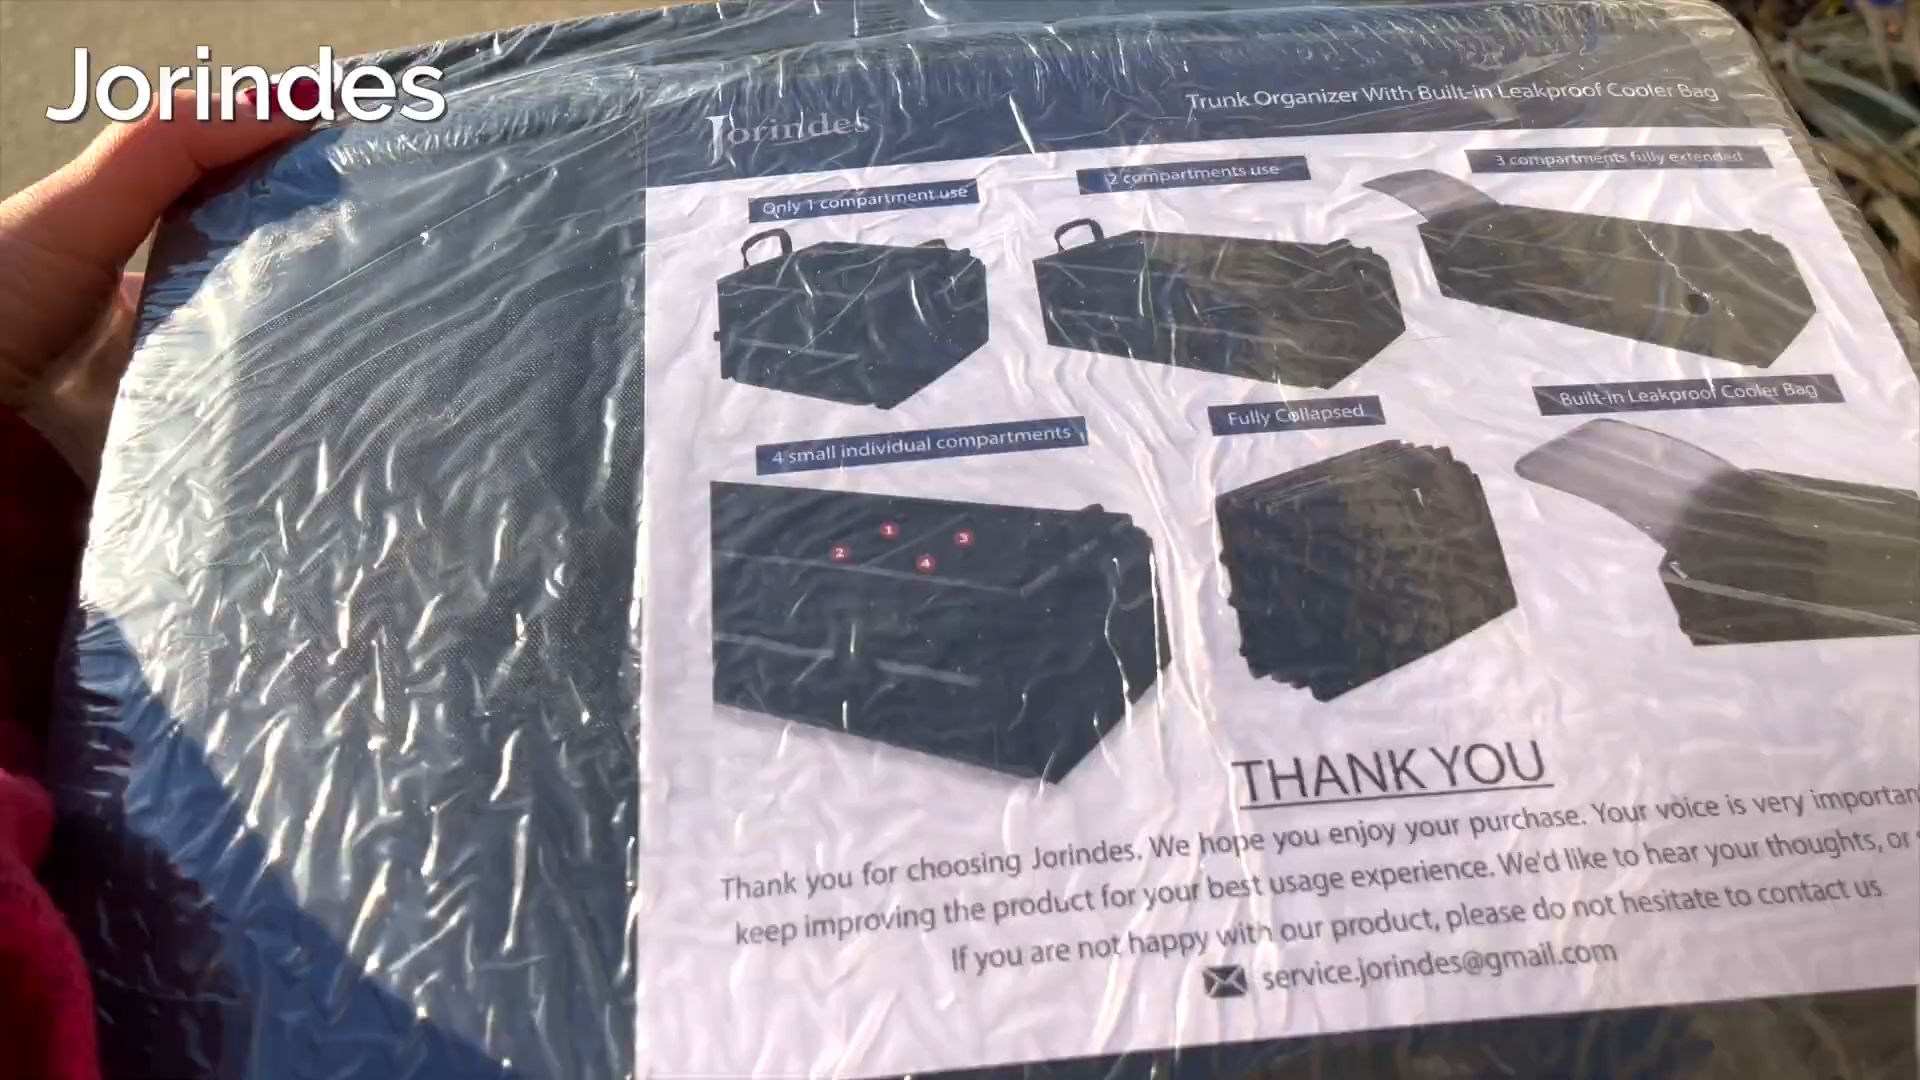 Jorindes
Jorindes
Trunk Organizer With Built-in Leakproof Cooler Bag
Only 1 compartment use
2 compartments use
3 compartments fully extended
4 small individual compartments
Fully Collapsed
Built-in Leakproof Cooler Bag
1
2
3
4
THANK YOU
Thank you for choosing Jorindes. We hope you enjoy your purchase. Your voice is very importan
keep improving the product for your best usage experience. We'd like to hear your thoughts, or
If you are not happy with our product, please do not hesitate to contact us
service.jorindes@gmail.com